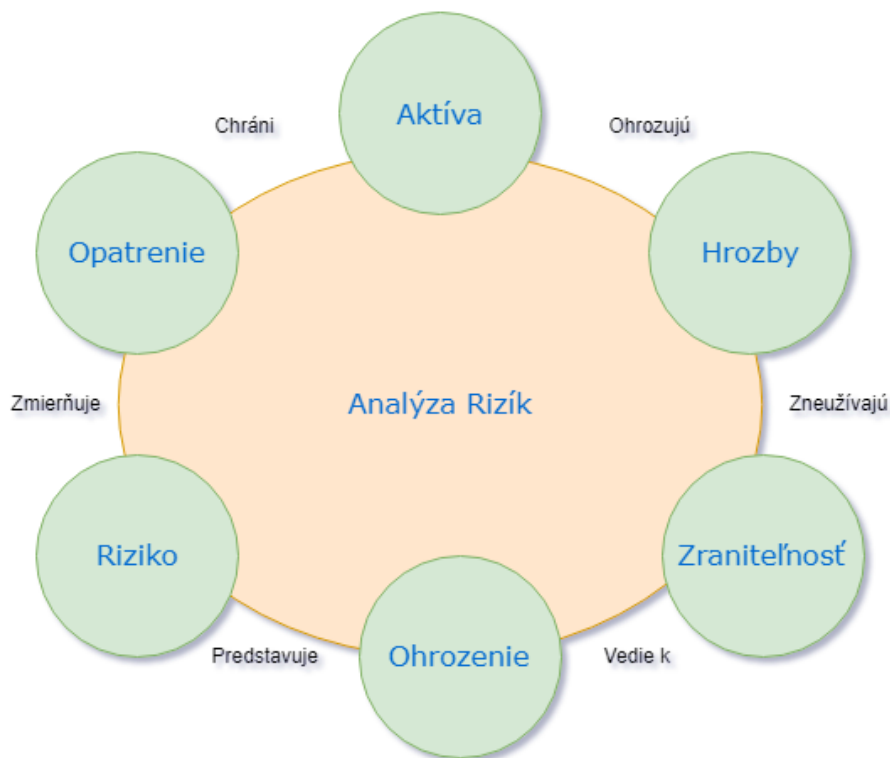 Aktíva
Chráni
Ohrozujú
Opatrenie
Hrozby
Zmierňuje
Analýza Rizík
Zneužívajú
Riziko
Zraniteľnosť
Predstavuje
Ohrozenie
Vedie k